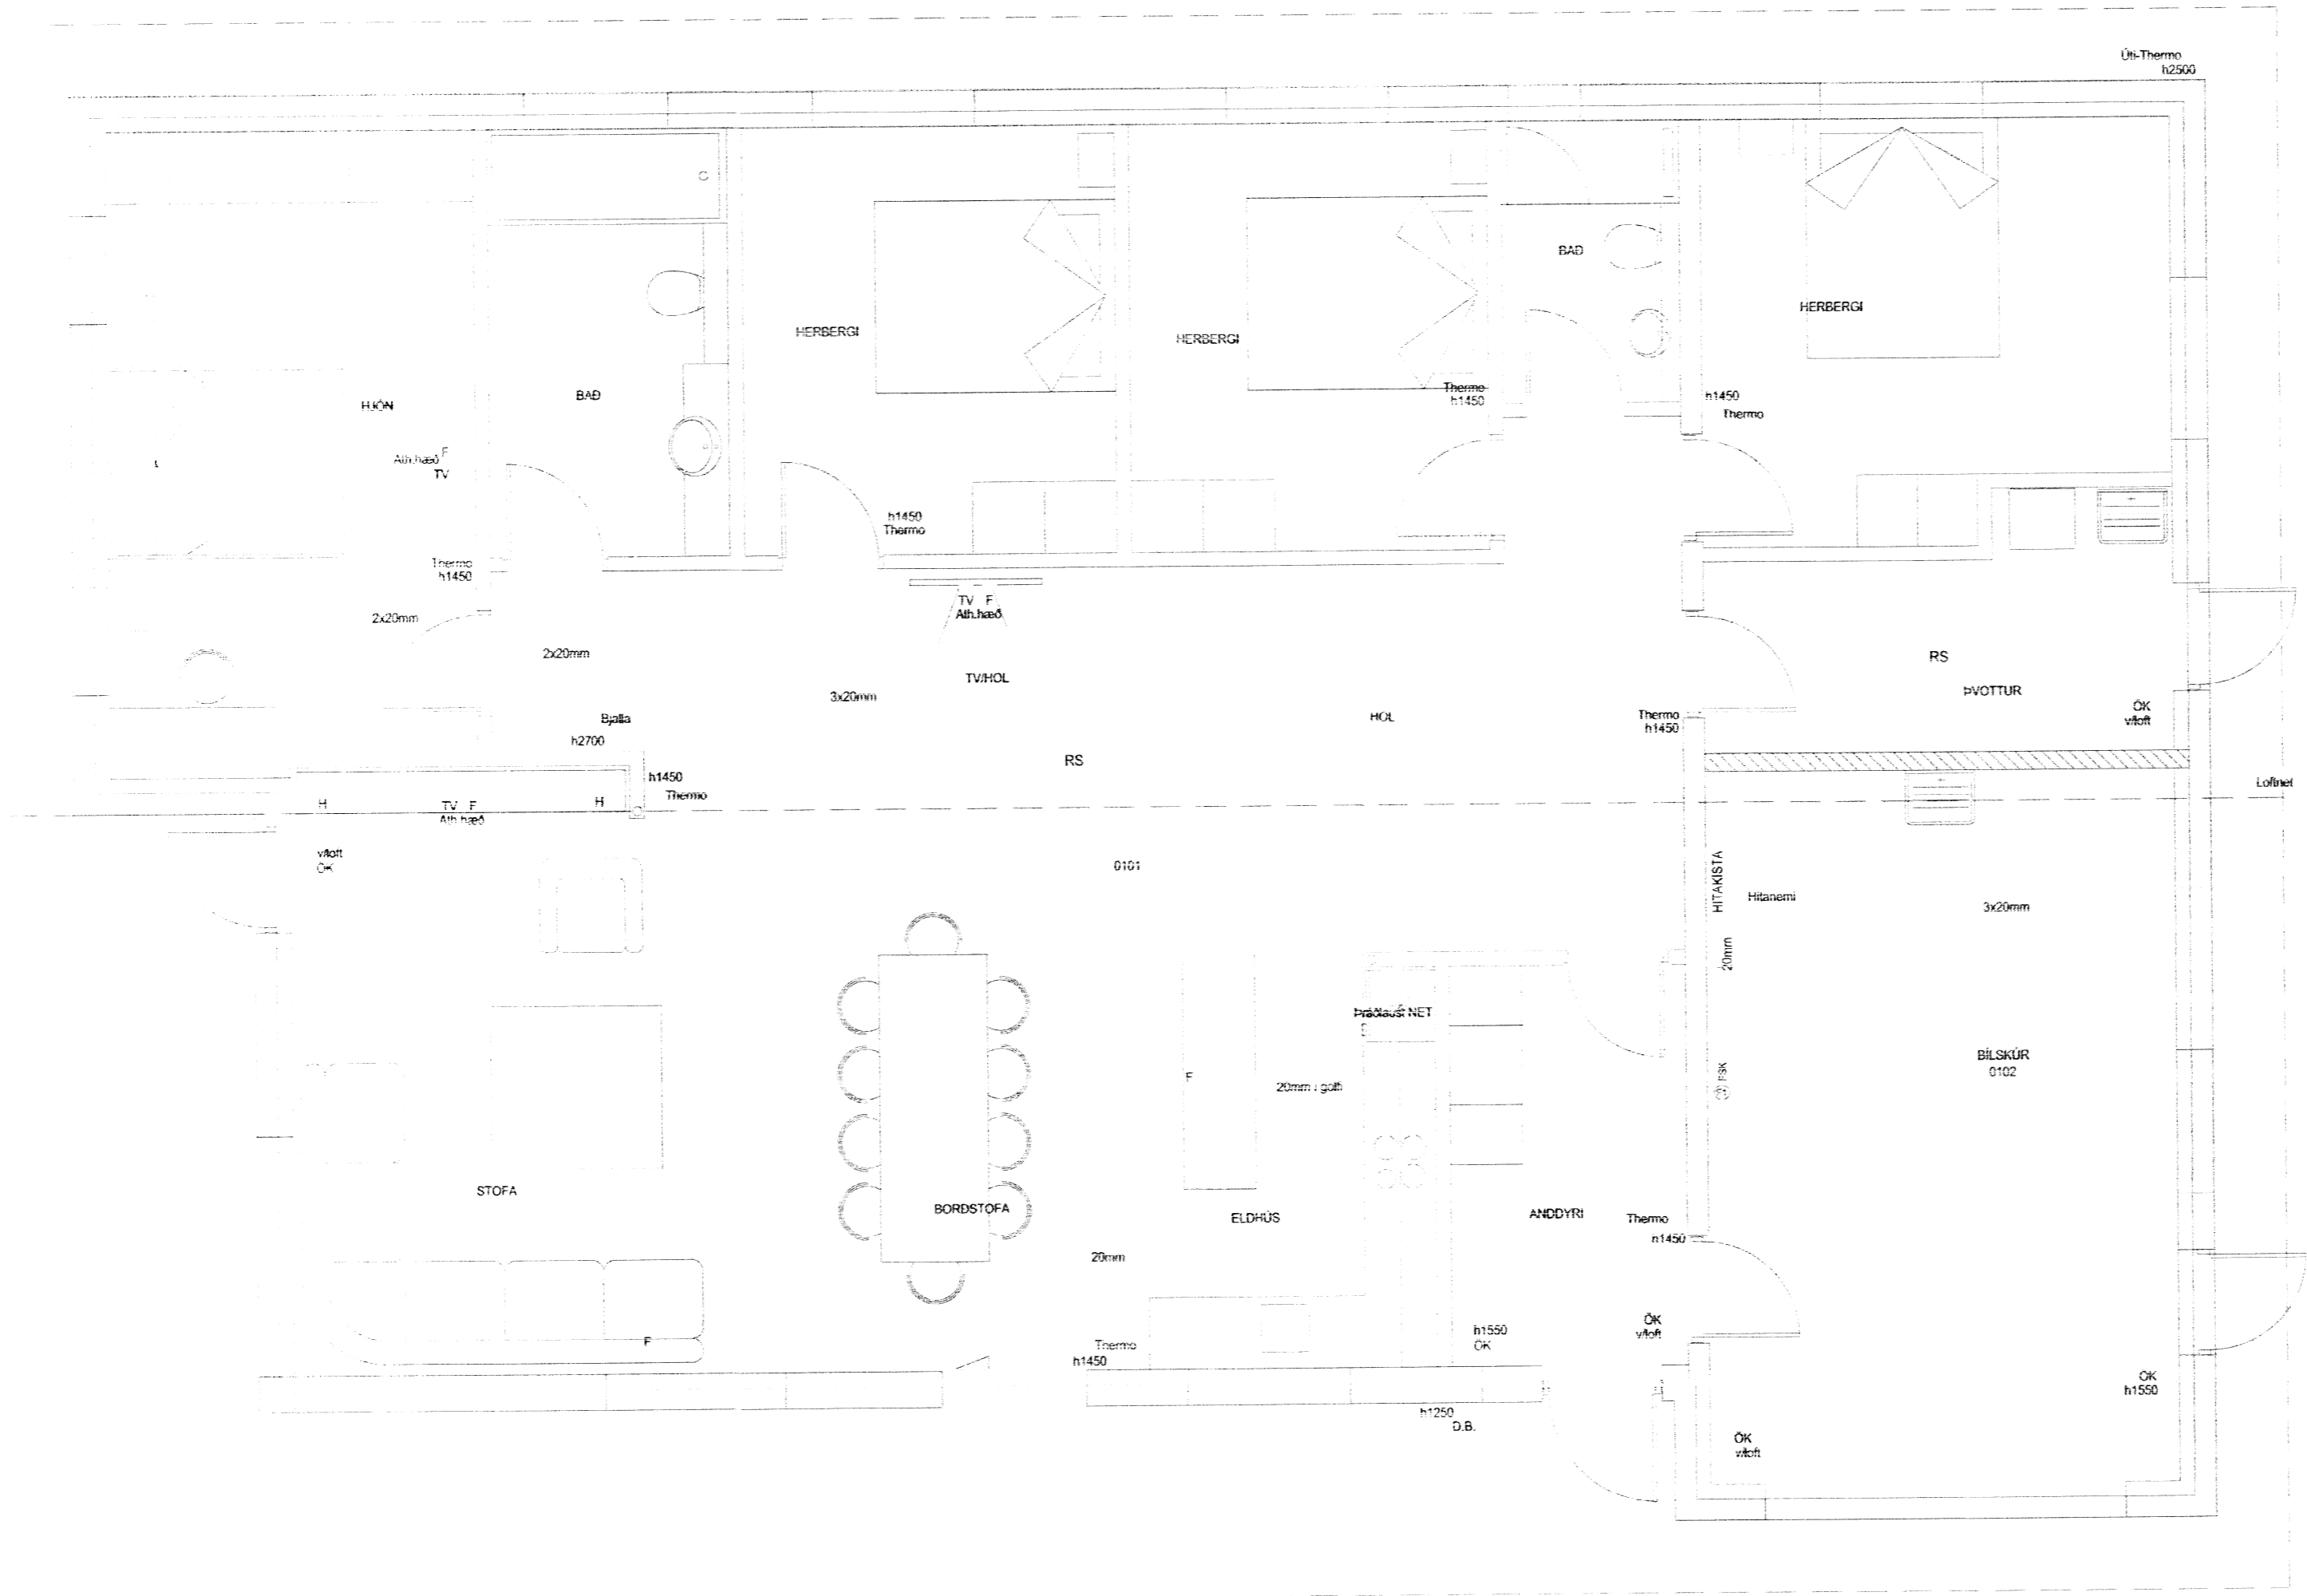 Úti-Thermo
h2500
BAÐ
HERBERGI
HERBERGI
HERBERGI
Thermo
h1450
h1450
Thermo
HJÓN
BAÐ
Ath.hæð
F
TV
h1450
Thermo
Thermo
h1450
2x20mm
TV F
Ath.hæð
2x20mm
RS
TV/HOL
ÞVOTTUR
3x20mm
ÖK
v/loft
Bjalla
HOL
Thermo
h1450
h2700
RS
h1450
Thermo
Loftnet
H
TV F
H
Ath.hæð
v/loft
ÖK
0101
HITAKISTA
Hitanemi
3x20mm
20mm
Þráðlaust NET
F
20mm í gólfi
BÍLSKÚR
0102
FSK
STOFA
BORÐSTOFA
ELDHÚS
ANDDYRI
Thermo
h1450
20mm
F
Thermo
h1450
h1550
ÖK
ÖK
v/loft
ÖK
h1550
h1250
D.B.
ÖK
v/loft